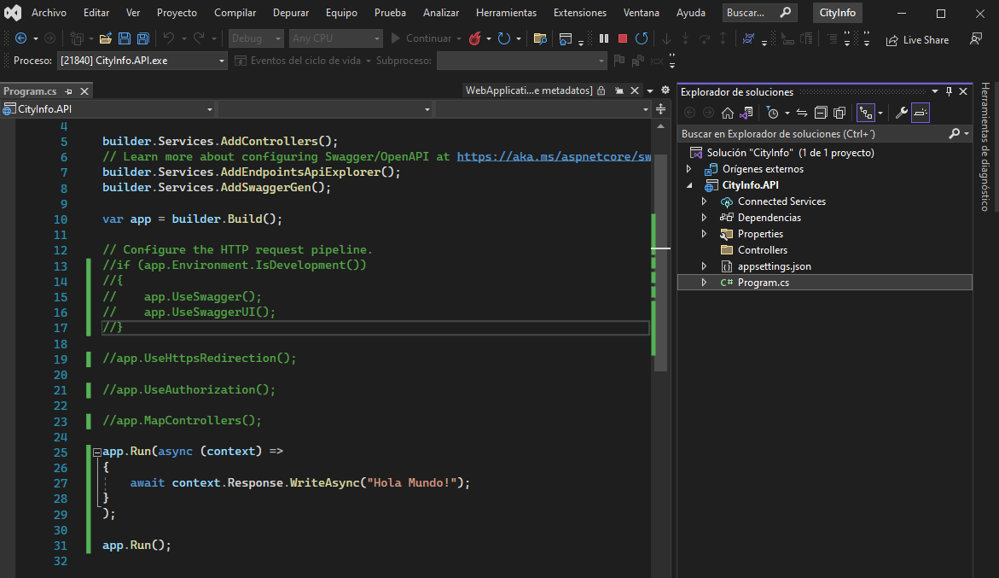 Archivo Editar Ver Proyecto Compilar Depurar Equipo Prueba Analizar Herramientas Extensiones Ventana Ayuda Buscar... CityInfo
Debug Any CPU Continuar Live Share
Proceso: [21840] CityInfo.API.exe Eventos del ciclo de vida Subproceso:
Program.cs WebApplicati...e metadatos]
CityInfo.API
4
5 builder.Services.AddControllers();
6 // Learn more about configuring Swagger/OpenAPI at https://aka.ms/aspnetcore/sw
7 builder.Services.AddEndpointsApiExplorer();
8 builder.Services.AddSwaggerGen();
9
10 var app = builder.Build();
11
12 // Configure the HTTP request pipeline.
13 //if (app.Environment.IsDevelopment())
14 //{
15 //    app.UseSwagger();
16 //    app.UseSwaggerUI();
17 //}
18
19 //app.UseHttpsRedirection();
20
21 //app.UseAuthorization();
22
23 //app.MapControllers();
24
25 app.Run(async (context) =>
26 {
27     await context.Response.WriteAsync("Hola Mundo!");
28 }
29 );
30
31 app.Run();
32
Explorador de soluciones
Buscar en Explorador de soluciones (Ctrl+´)
Solución "CityInfo" (1 de 1 proyecto)
Orígenes externos
CityInfo.API
Connected Services
Dependencias
Properties
Controllers
appsettings.json
C# Program.cs
Herramientas de diagnóstico